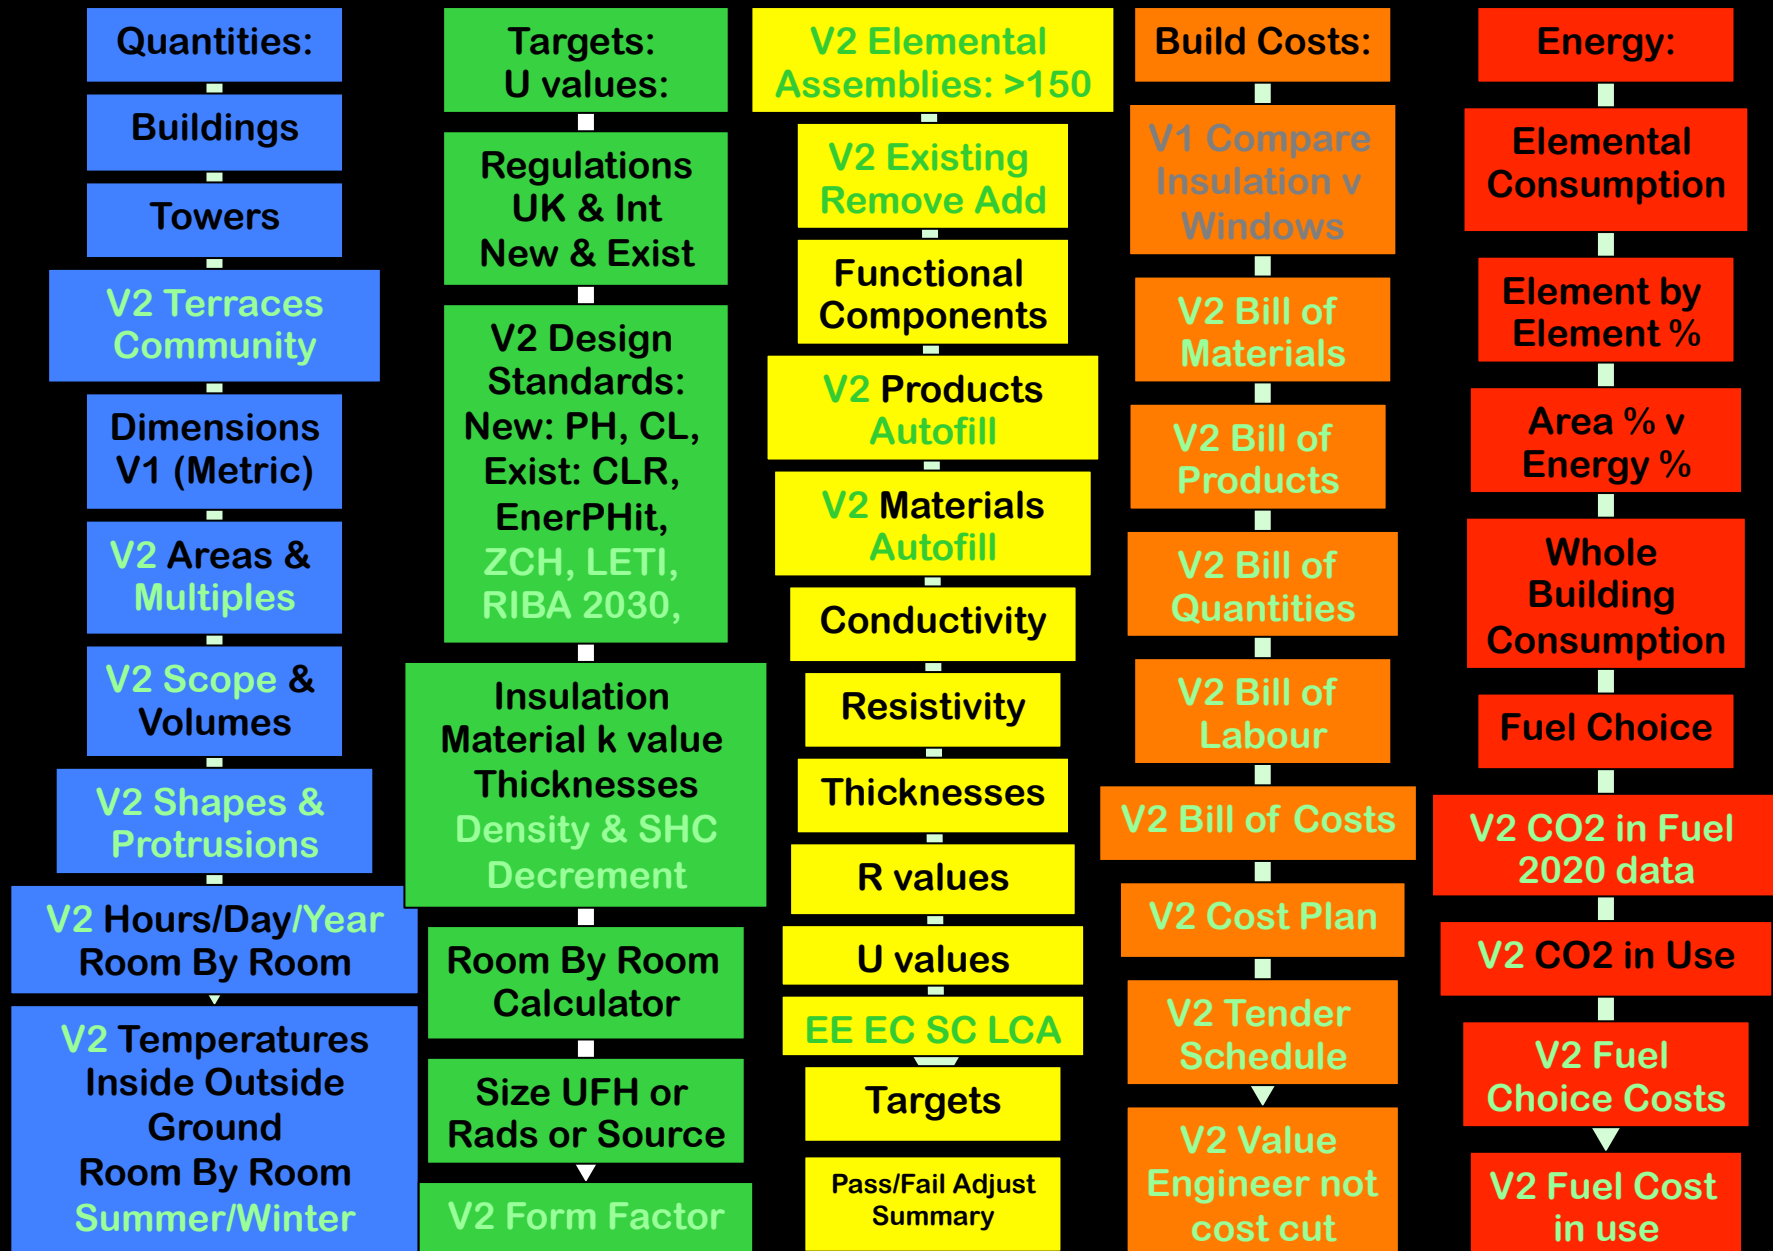 Quantities:
Buildings
Towers
V2 Terraces
Community
Dimensions
V1 (Metric)
V2 Areas &
Multiples
V2 Scope &
Volumes
V2 Shapes &
Protrusions
V2 Hours/Day/Year
Room By Room
V2 Temperatures
Inside Outside
Ground
Room By Room
Summer/Winter
Targets:
U values:
Regulations
UK & Int
New & Exist
V2 Design
Standards:
New: PH, CL,
Exist: CLR,
EnerPHit,
ZCH, LETI,
RIBA 2030,
Insulation
Material k value
Thicknesses
Density & SHC
Decrement
Room By Room
Calculator
Size UFH or
Rads or Source
V2 Form Factor
V2 Elemental
Assemblies: >150
V2 Existing
Remove Add
Functional
Components
V2 Products
Autofill
V2 Materials
Autofill
Conductivity
Resistivity
Thicknesses
R values
U values
EE EC SC LCA
Targets
Pass/Fail Adjust
Summary
Build Costs:
V1 Compare
Insulation v
Windows
V2 Bill of
Materials
V2 Bill of
Products
V2 Bill of
Quantities
V2 Bill of
Labour
V2 Bill of Costs
V2 Cost Plan
V2 Tender
Schedule
V2 Value
Engineer not
cost cut
Energy:
Elemental
Consumption
Element by
Element %
Area % v
Energy %
Whole
Building
Consumption
Fuel Choice
V2 CO2 in Fuel
2020 data
V2 CO2 in Use
V2 Fuel
Choice Costs
V2 Fuel Cost
in use